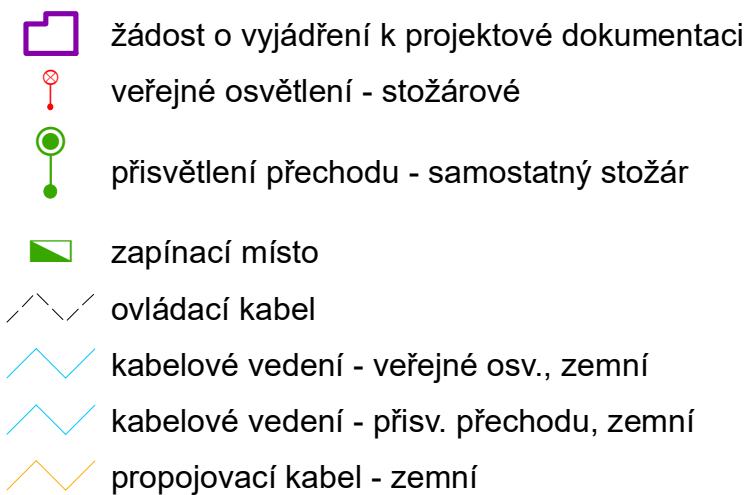 žádost o vyjádření k projektové dokumentaci
veřejné osvětlení - stožárové
přisvětlení přechodu - samostatný stožár
zapínací místo
ovládací kabel
kabelové vedení - veřejné osv., zemní
kabelové vedení - přisv. přechodu, zemní
propojovací kabel - zemní